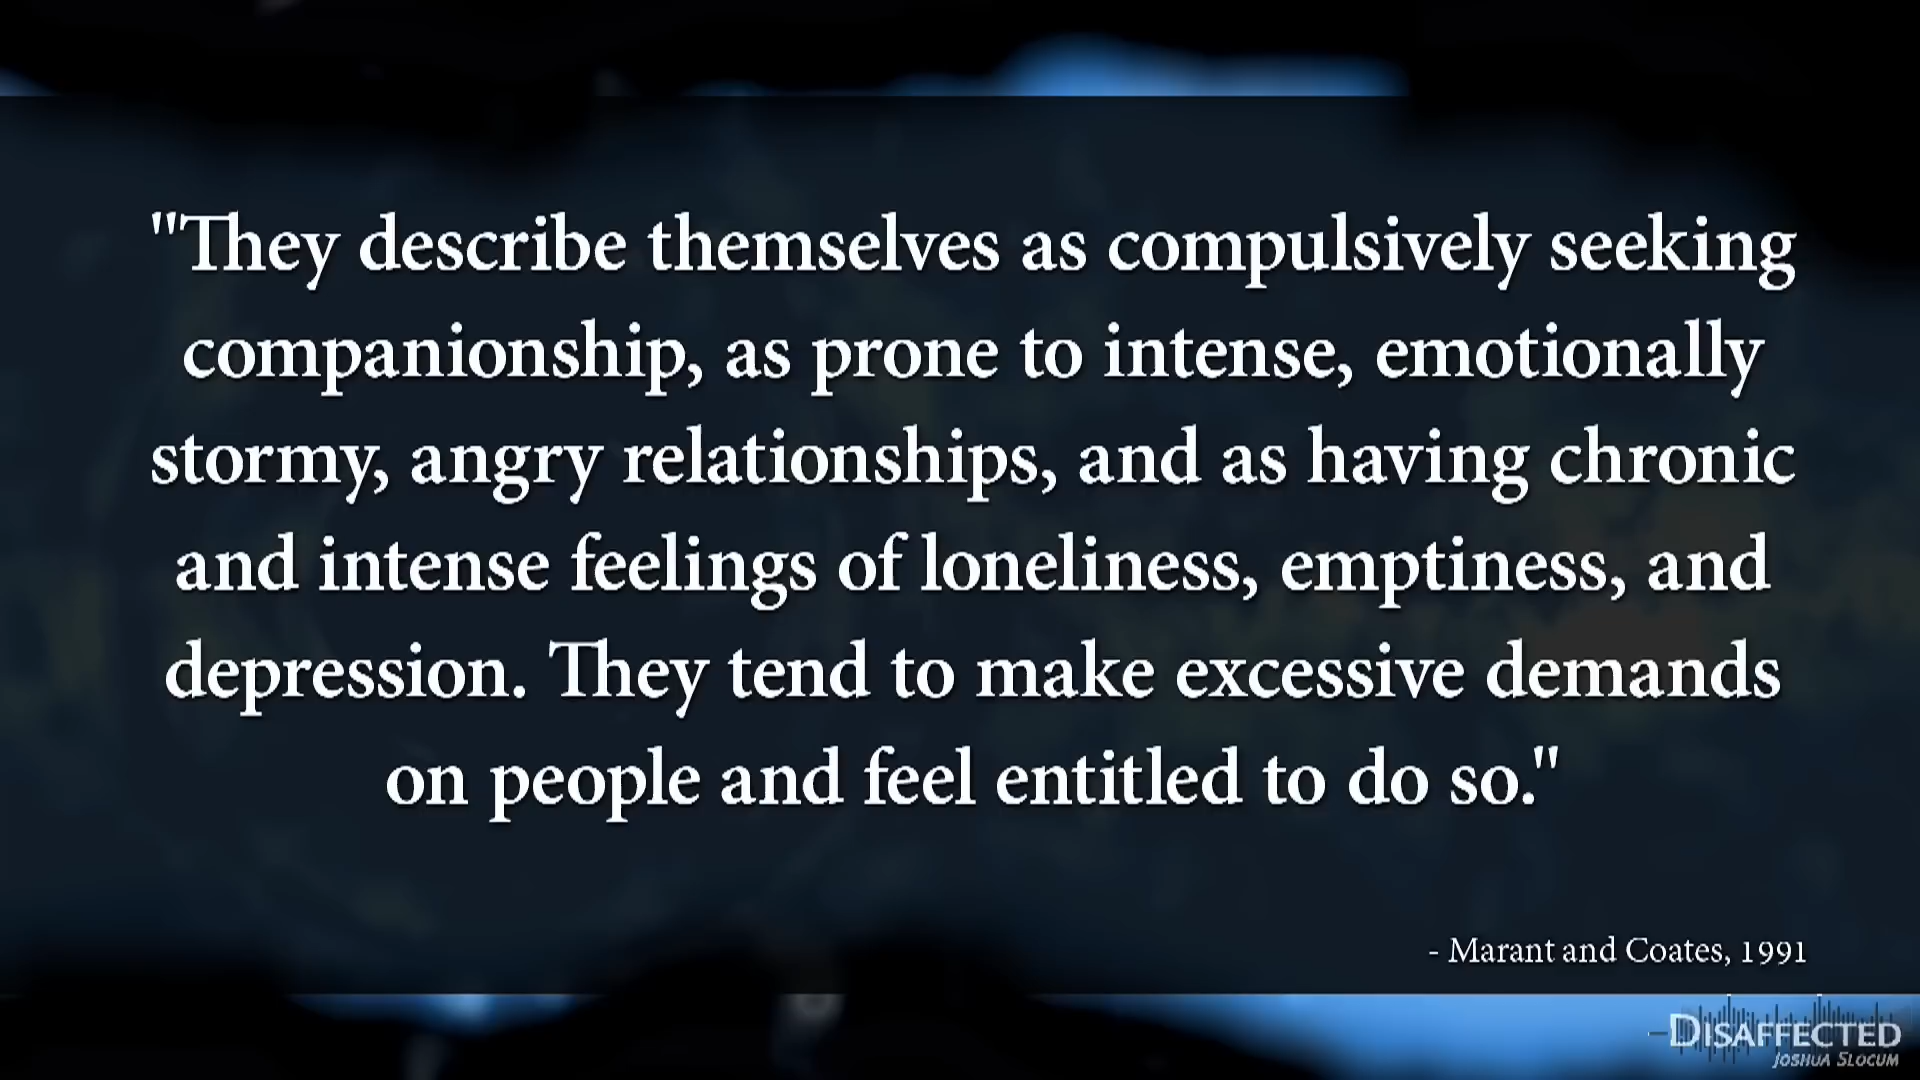 "They describe themselves as compulsively seeking
companionship, as prone to intense, emotionally
stormy, angry relationships, and as having chronic
and intense feelings of loneliness, emptiness, and
depression. They tend to make excessive demands
on people and feel entitled to do so."
- Marant and Coates, 1991
DISAFFECTED
JOSHUA SLOCUM